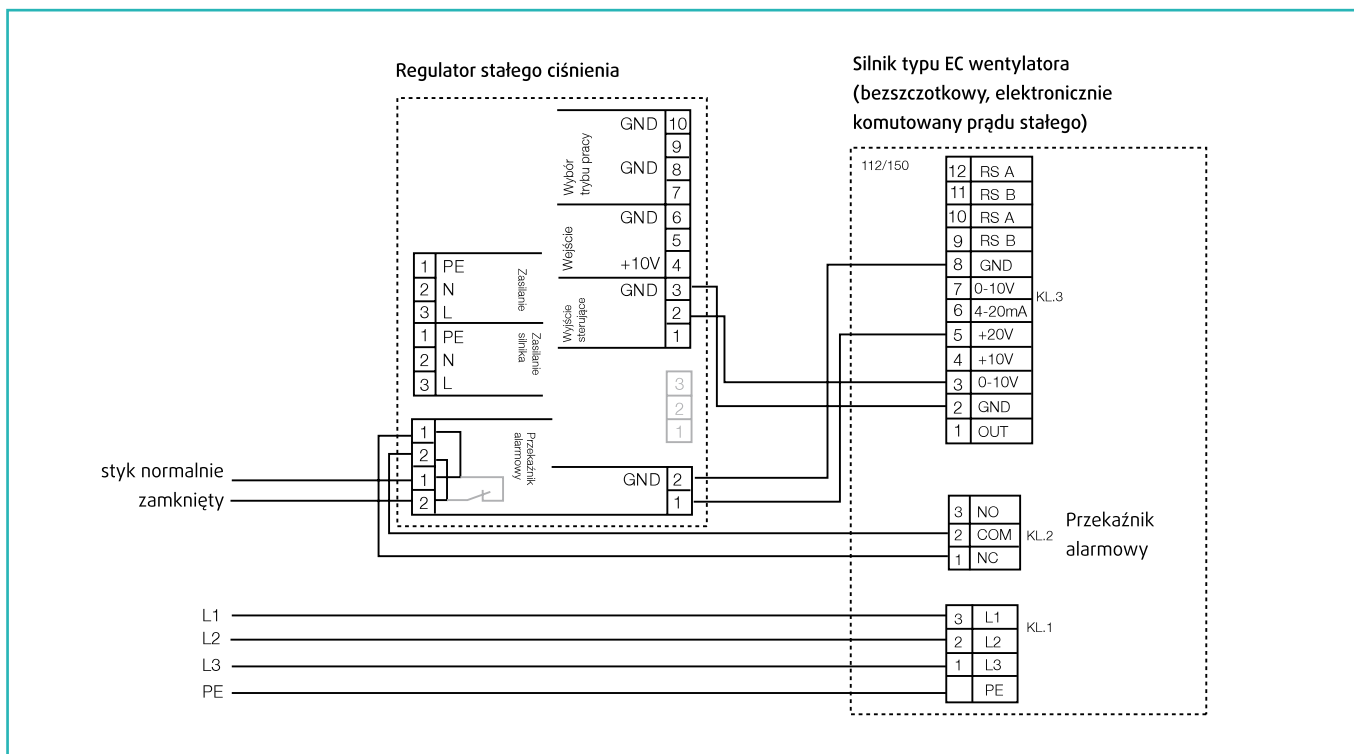 Regulator stałego ciśnienia
GND 10
9
GND 8
7
Wybór
trybu pracy
GND 6
5
+10V 4
Wejście
GND 3
2
1
Wyjście
sterujące
1 PE
2 N
3 L
Zasilanie
1 PE
2 N
3 L
Zasilanie
silnika
3
2
1
1
2
1
2
Przekaźnik
alarmowy
GND 2
1
styk normalnie
zamknięty
Silnik typu EC wentylatora
(bezszczotkowy, elektronicznie
komutowany prądu stałego)
112/150
12 RS A
11 RS B
10 RS A
9 RS B
8 GND
7 0-10V
6 4-20mA
5 +20V
4 +10V
3 0-10V
2 GND
1 OUT
KL.3
3 NO
2 COM
1 NC
KL.2
Przekaźnik
alarmowy
L1
L2
L3
PE
3 L1
2 L2
1 L3
PE
KL.1